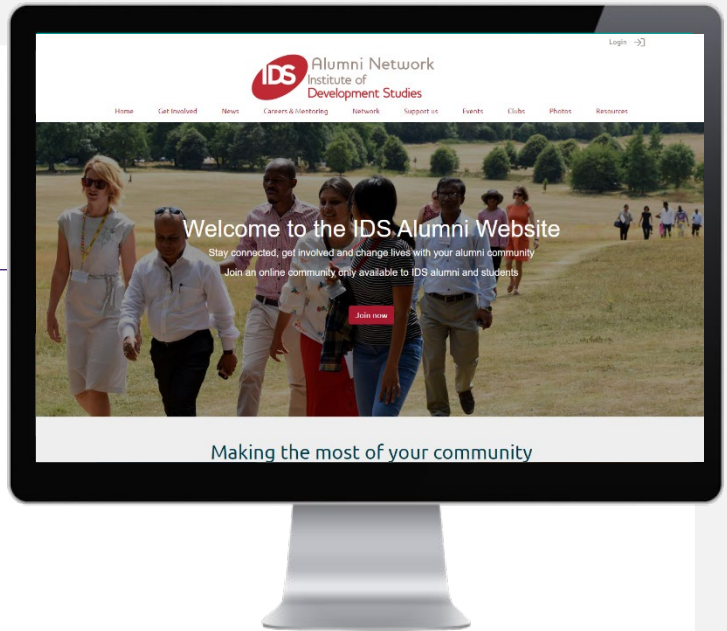 Login
IDS Alumni Network
Institute of
Development Studies
Home Get Involved News Careers & Mentoring Network Support us Events Clubs Photos Resources
Welcome to the IDS Alumni Website
Stay connected, get involved and change lives with your alumni community
Join an online community only available to IDS alumni and students
Join now
Making the most of your community